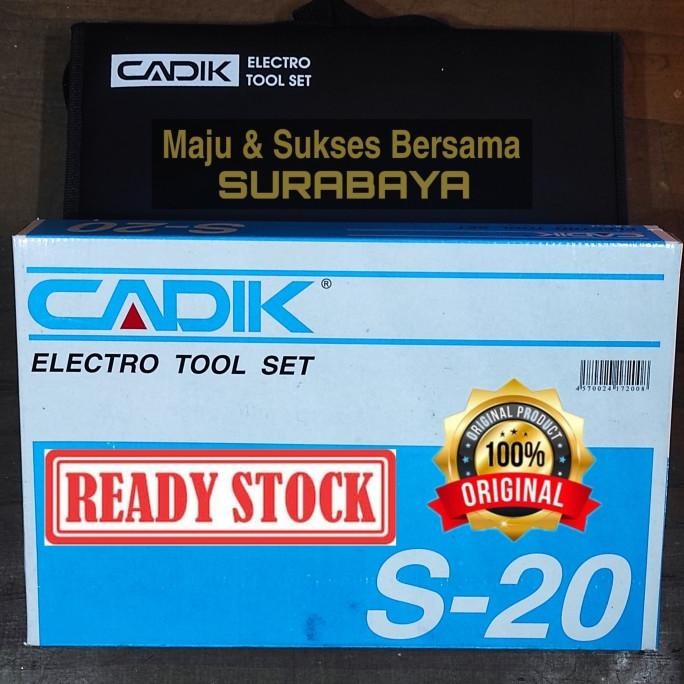 CADIK
ELECTRO
TOOL SET
Maju & Sukses Bersama
SURABAYA
S-20
CADIK®
ELECTRO TOOL SET
4570024172008
READY STOCK
ORIGINAL PRODUCT
100%
ORIGINAL
S-20